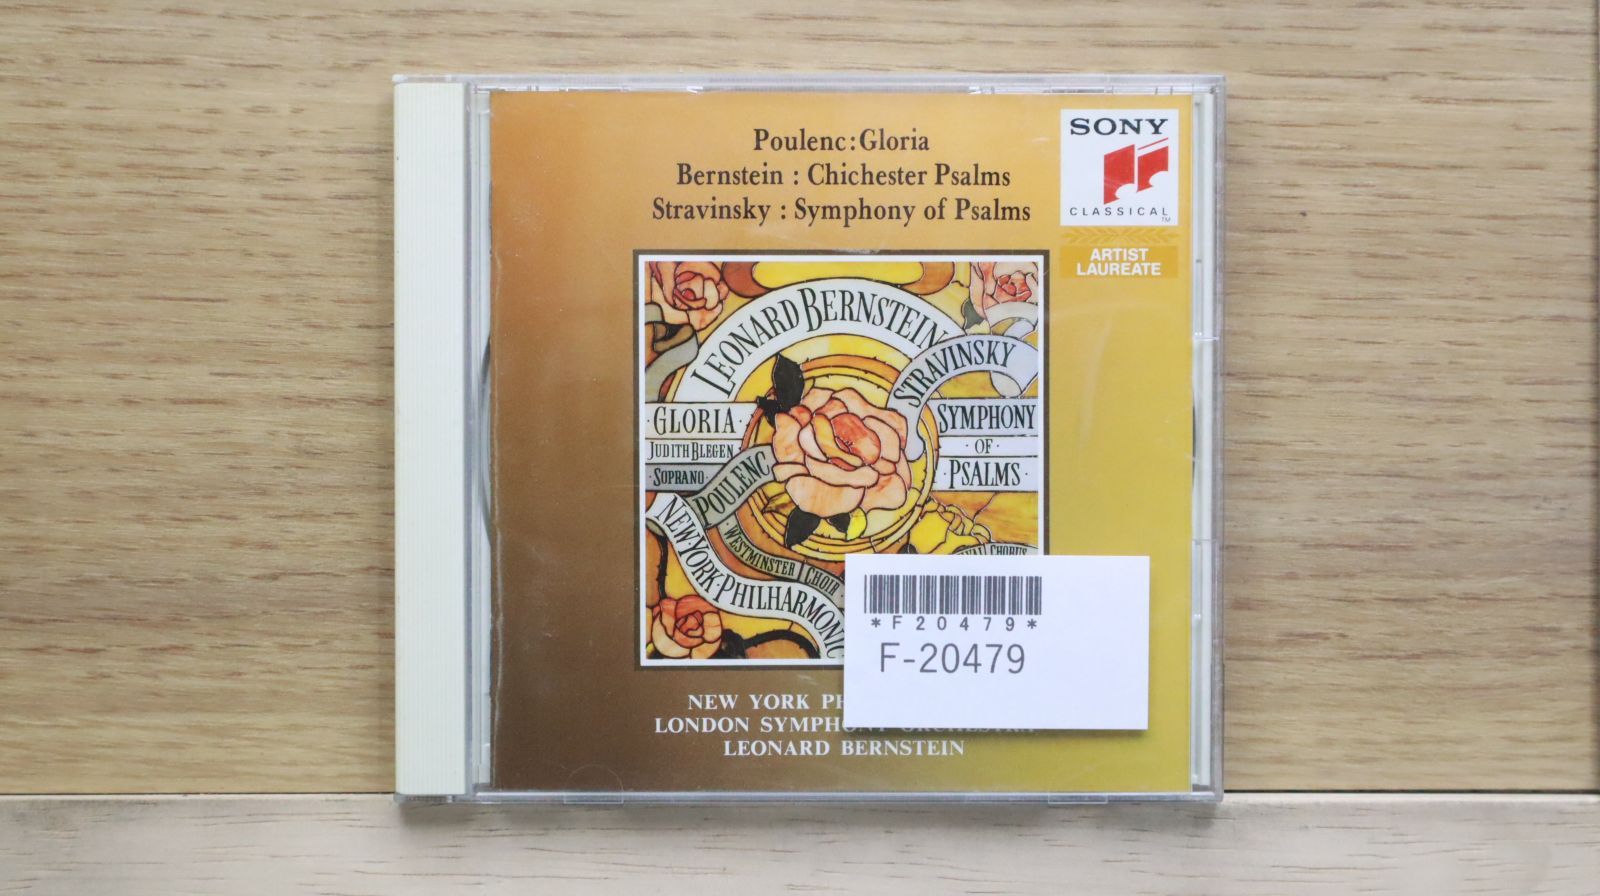 Poulenc:Gloria
Bernstein : Chichester Psalms
Stravinsky : Symphony of Psalms
SONY
CLASSICAL
TM
ARTIST
LAUREATE
LEONARD BERNSTEIN
STRAVINSKY
GLORIA
JUDITH BLEGEN
SOPRANO
POULENC
SYMPHONY
OF
PSALMS
NEW YORK PHILHARMONIC
WESTMINSTER CHOIR
CHORUS
*F20479*
F-20479
NEW YORK
LONDON SYMPHONY ORCHESTRA
LEONARD BERNSTEIN